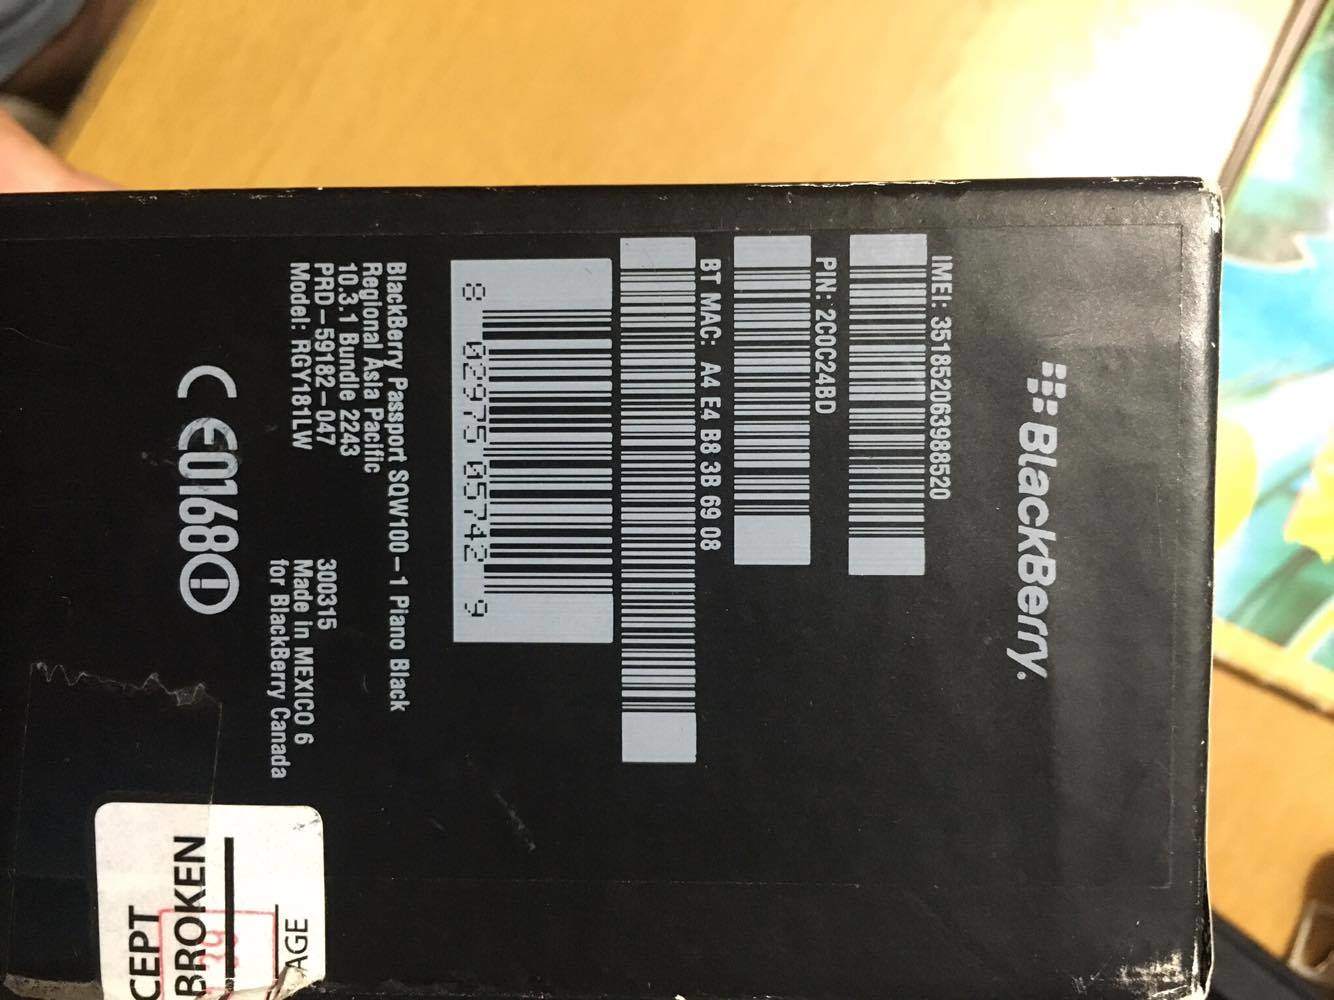 BlackBerry.
IMEI: 351852063988520
PIN: 2C0C24BD
BT MAC: A4 E4 B8 3B 69 08
8 02975 05742 9
BlackBerry Passport SQW100-1 Piano Black
Regional Asia Pacific
10.3.1 Bundle 2243
PRD-59182-047
Model: RGY181LW
300315
Made in MEXICO 6
for BlackBerry Canada
CE0168
CEPT
BROKEN
AGE